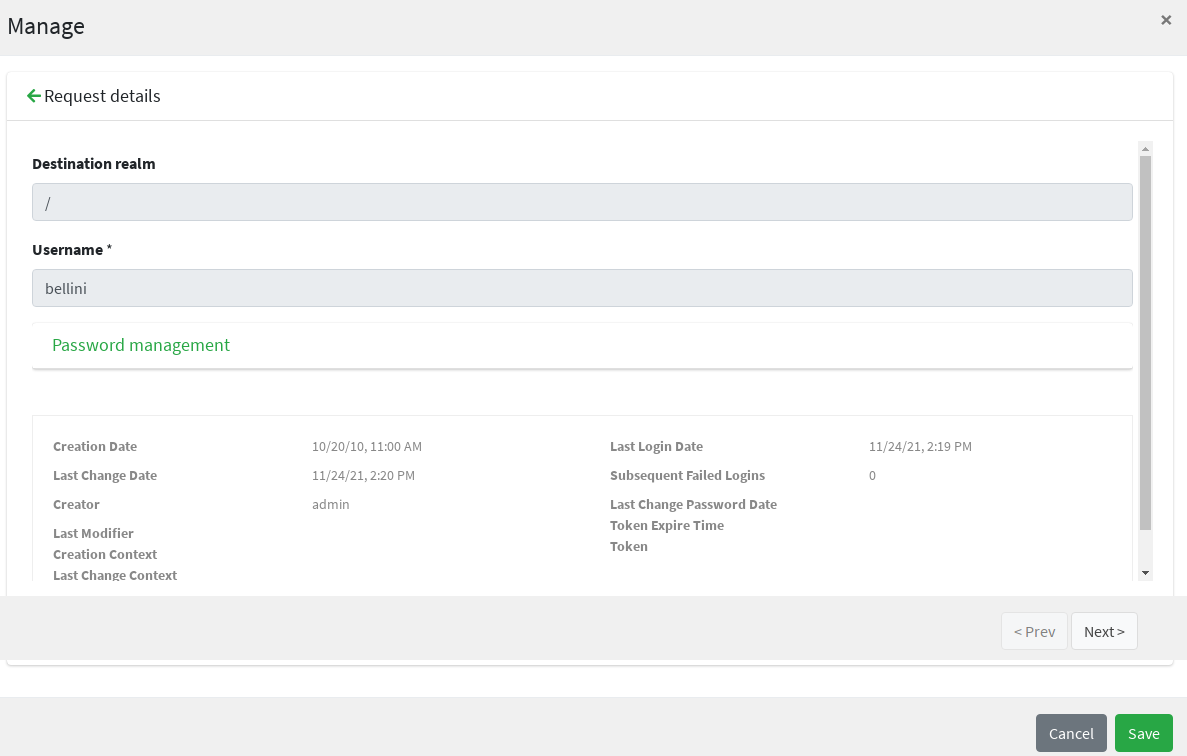 Manage
×
Request details
Destination realm
/
Username *
bellini
Password management
Creation Date 10/20/10, 11:00 AM Last Login Date 11/24/21, 2:19 PM
Last Change Date 11/24/21, 2:20 PM Subsequent Failed Logins 0
Creator admin Last Change Password Date
Token Expire Time
Last Modifier
Token
Creation Context
Last Change Context
< Prev Next >
Cancel Save